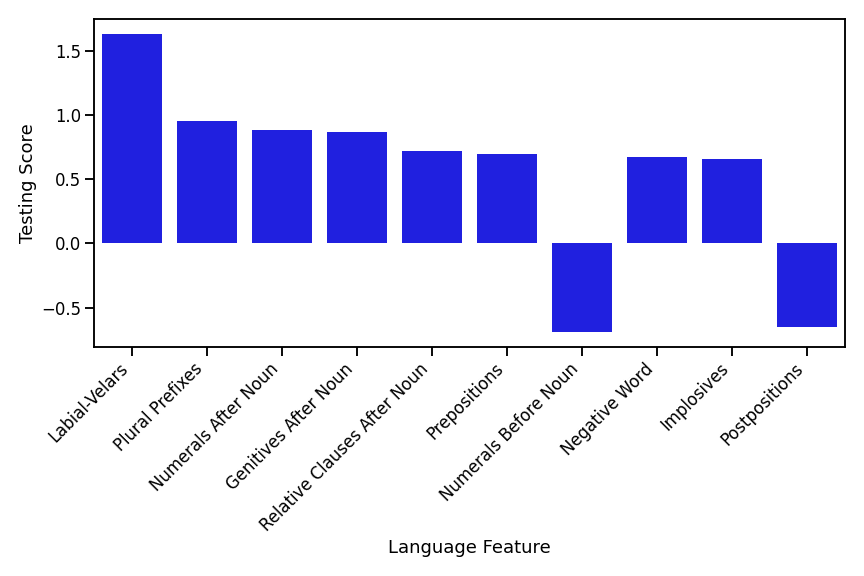 Testing Score
1.5
1.0
0.5
0.0
−0.5
Labial-Velars
Plural Prefixes
Numerals After Noun
Genitives After Noun
Relative Clauses After Noun
Prepositions
Numerals Before Noun
Negative Word
Implosives
Postpositions
Language Feature